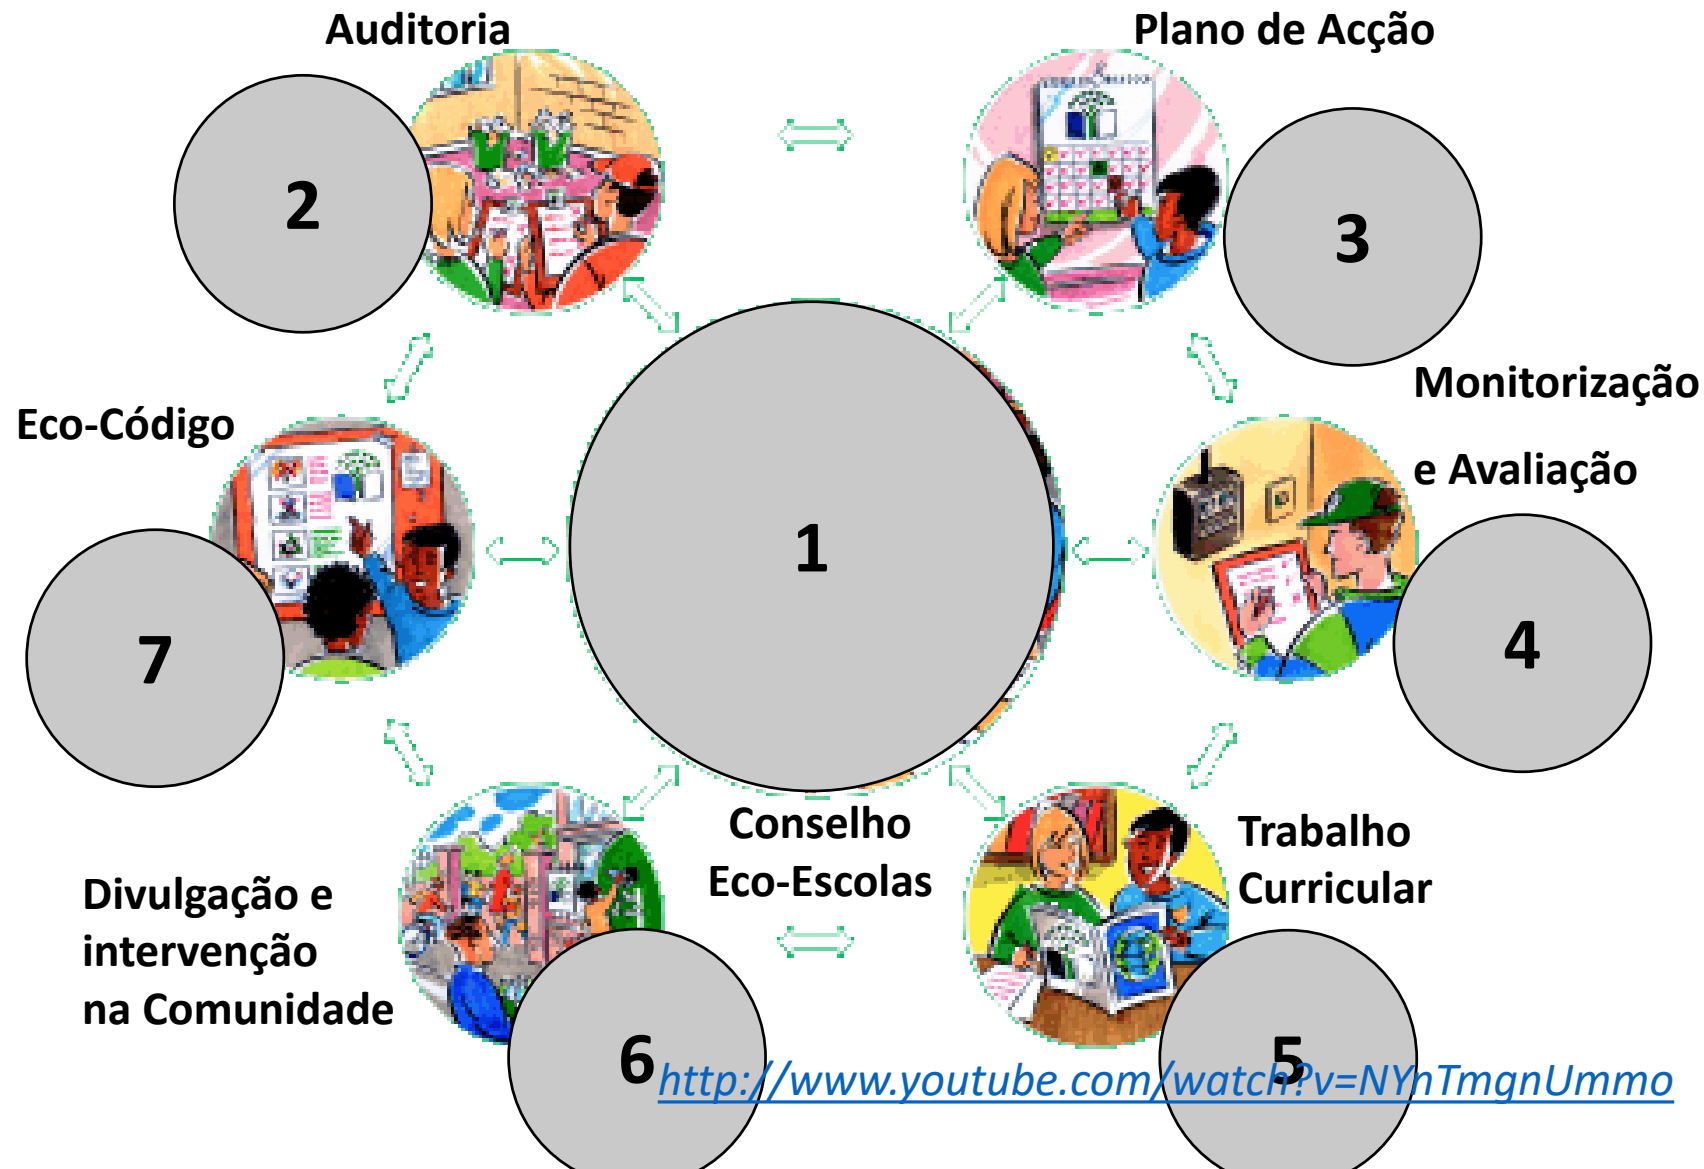 Auditoria
Plano de Acção
2
3
Monitorização
e Avaliação
Eco-Código
1
7
4
Conselho
Eco-Escolas
Trabalho
Curricular
Divulgação e
intervenção
na Comunidade
6
5
http://www.youtube.com/watch?v=NYnTmgnUmmo